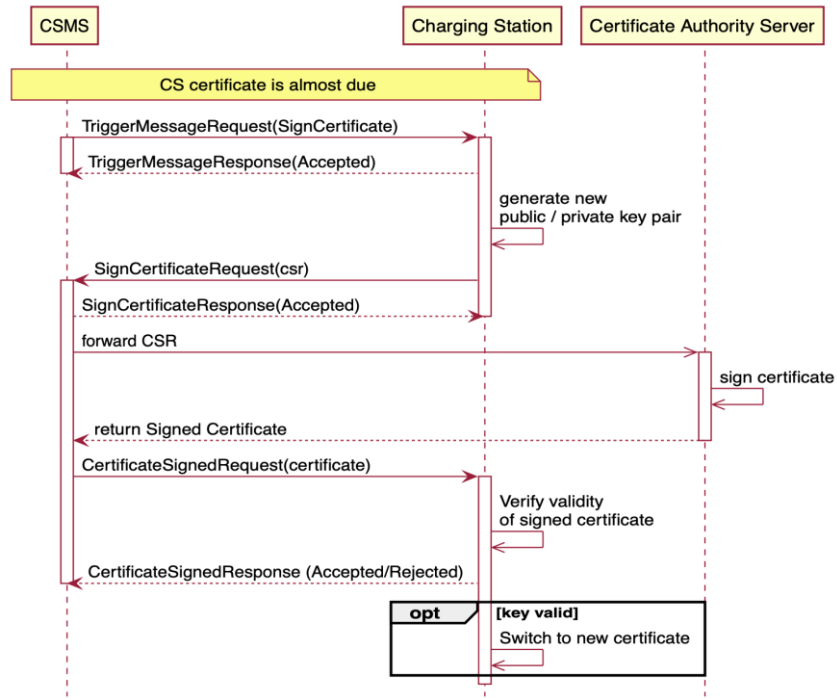 CSMS
Charging Station
Certificate Authority Server
CS certificate is almost due
TriggerMessageRequest(SignCertificate)
TriggerMessageResponse(Accepted)
generate new
public / private key pair
SignCertificateRequest(csr)
SignCertificateResponse(Accepted)
forward CSR
sign certificate
return Signed Certificate
CertificateSignedRequest(certificate)
Verify validity
of signed certificate
CertificateSignedResponse (Accepted/Rejected)
opt
[key valid]
Switch to new certificate